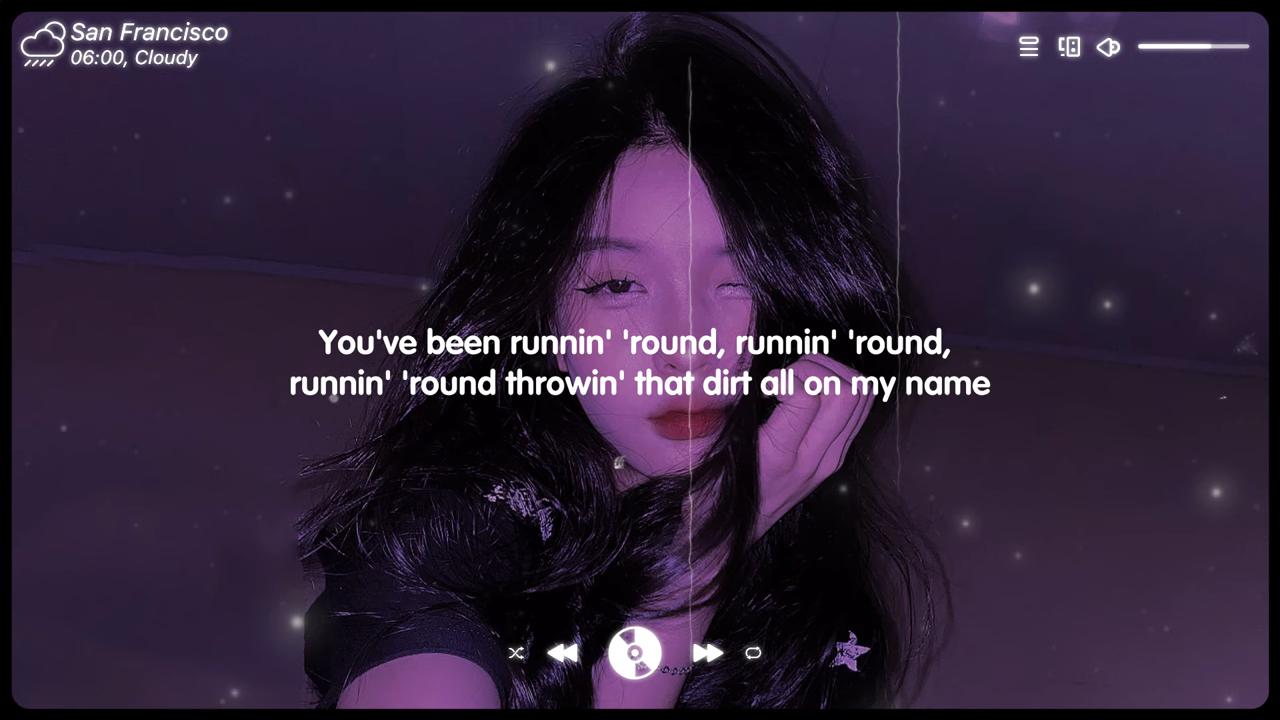 San Francisco
06:00, Cloudy
You've been runnin' 'round, runnin' 'round,
runnin' 'round throwin' that dirt all on my name